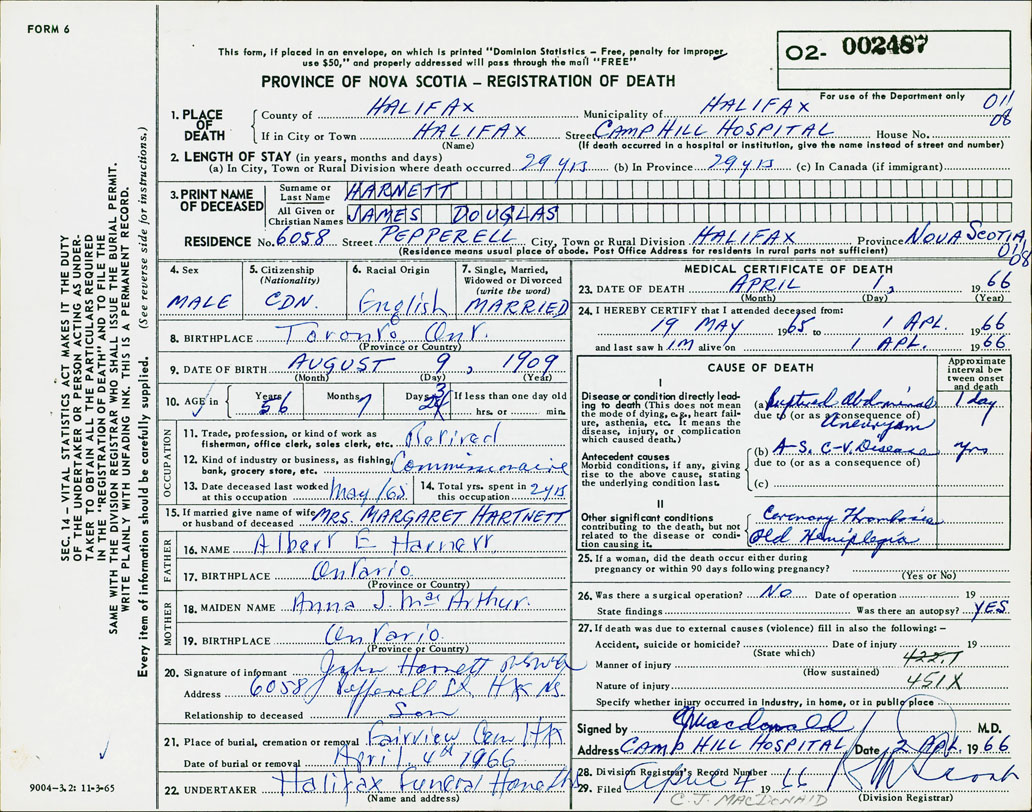 FORM 6
This form, if placed in an envelope, on which is printed "Dominion Statistics – Free, penalty for improper
use $50," and properly addressed will pass through the mail "FREE"
PROVINCE OF NOVA SCOTIA – REGISTRATION OF DEATH
O2- 002487
For use of the Department only
011
08
1. PLACE OF DEATH
County of HALIFAX Municipality of HALIFAX
If in City or Town HALIFAX Street CAMP HILL HOSPITAL House No.
(Name) (If death occurred in a hospital or institution, give the name instead of street and number)
2. LENGTH OF STAY (in years, months and days)
(a) In City, Town or Rural Division where death occurred 29 yrs (b) In Province 29 yrs (c) In Canada (if immigrant)
3. PRINT NAME OF DECEASED
Surname or Last Name HARNETT
All Given or Christian Names JAMES DOUGLAS
RESIDENCE No. 6058 Street PEPPERELL City, Town or Rural Division HALIFAX Province NOVA SCOTIA
(Residence means usual place of abode. Post Office Address for residents in rural parts not sufficient)
011
08
4. Sex
MALE
5. Citizenship
(Nationality)
CDN.
6. Racial Origin
English
7. Single, Married,
Widowed or Divorced
(write the word)
MARRIED
8. BIRTHPLACE Toronto, Ont.
(Province or Country)
9. DATE OF BIRTH AUGUST 9, 1909
(Month) (Day) (Year)
10. AGE in Years 56 Months 7 Days 23 If less than one day old
hrs. or min.
OCCUPATION
11. Trade, profession, or kind of work as
fisherman, office clerk, sales clerk, etc. Retired
12. Kind of industry or business, as fishing,
bank, grocery store, etc. Commissionaire
13. Date deceased last worked
at this occupation May/65
14. Total yrs. spent in
this occupation 2 yrs
15. If married give name of wife
or husband of deceased MRS. MARGARET HARTNETT
FATHER
16. NAME Albert E Harnett
17. BIRTHPLACE Ontario
(Province or Country)
MOTHER
18. MAIDEN NAME Anna J. MacArthur.
19. BIRTHPLACE Ontario
(Province or Country)
20. Signature of informant John Harnett
Address 6058 Pepperell St. Hfx NS.
Relationship to deceased Son
21. Place of burial, cremation or removal Fairview Cem Hfx
Date of burial or removal April 4th 1966
22. UNDERTAKER Halifax Funeral Home
(Name and address)
MEDICAL CERTIFICATE OF DEATH
23. DATE OF DEATH APRIL 1, 1966
(Month) (Day) (Year)
24. I HEREBY CERTIFY that I attended deceased from:
19 MAY 1965 to 1 APL. 1966
and last saw him alive on 1 APL. 1966
CAUSE OF DEATH
Approximate
interval be-
tween onset
and death
I
Disease or condition directly lead-
ing to death (This does not mean
the mode of dying, e.g., heart fail-
ure, asthenia, etc. It means the
disease, injury, or complication
which caused death.)
(a) Ruptured Abdominal 1 day
due to (or as a consequence of)
Aneurysm
Antecedent causes
Morbid conditions, if any, giving
rise to the above cause, stating
the underlying condition last.
(b) A-S. C-V. Disease yrs
due to (or as a consequence of)
(c)
II
Other significant conditions
contributing to the death, but not
related to the disease or condi-
tion causing it.
Coronary Thrombosis
Old Hemiplegia
25. If a woman, did the death occur either during
pregnancy or within 90 days following pregnancy?
(Yes or No)
26. Was there a surgical operation? No Date of operation 19
State findings Was there an autopsy? YES
27. If death was due to external causes (violence) fill in also the following:–
Accident, suicide or homicide? Date of injury 19
(State which) 422.1
Manner of injury
(How sustained)
Nature of injury 451X
Specify whether injury occurred in Industry, in home, or in public place
Signed by Macdonald M.D.
Address CAMP HILL HOSPITAL Date 2 APL. 1966
28. Division Registrar's Record Number
29. Filed April 4 1966
(Division Registrar)
C. J. MACDONALD
SEC. 14 – VITAL STATISTICS ACT MAKES IT THE DUTY
OF THE UNDERTAKER OR PERSON ACTING AS UNDER-
TAKER TO OBTAIN ALL THE PARTICULARS REQUIRED
IN THE "REGISTRATION OF DEATH" AND TO FILE THE
SAME WITH THE DIVISION REGISTRAR WHO SHALL ISSUE THE BURIAL PERMIT.
WRITE PLAINLY WITH UNFADING INK. THIS IS A PERMANENT RECORD.
Every item of information should be carefully supplied. (See reverse side for instructions.)
9004–3.2: 11-3-65